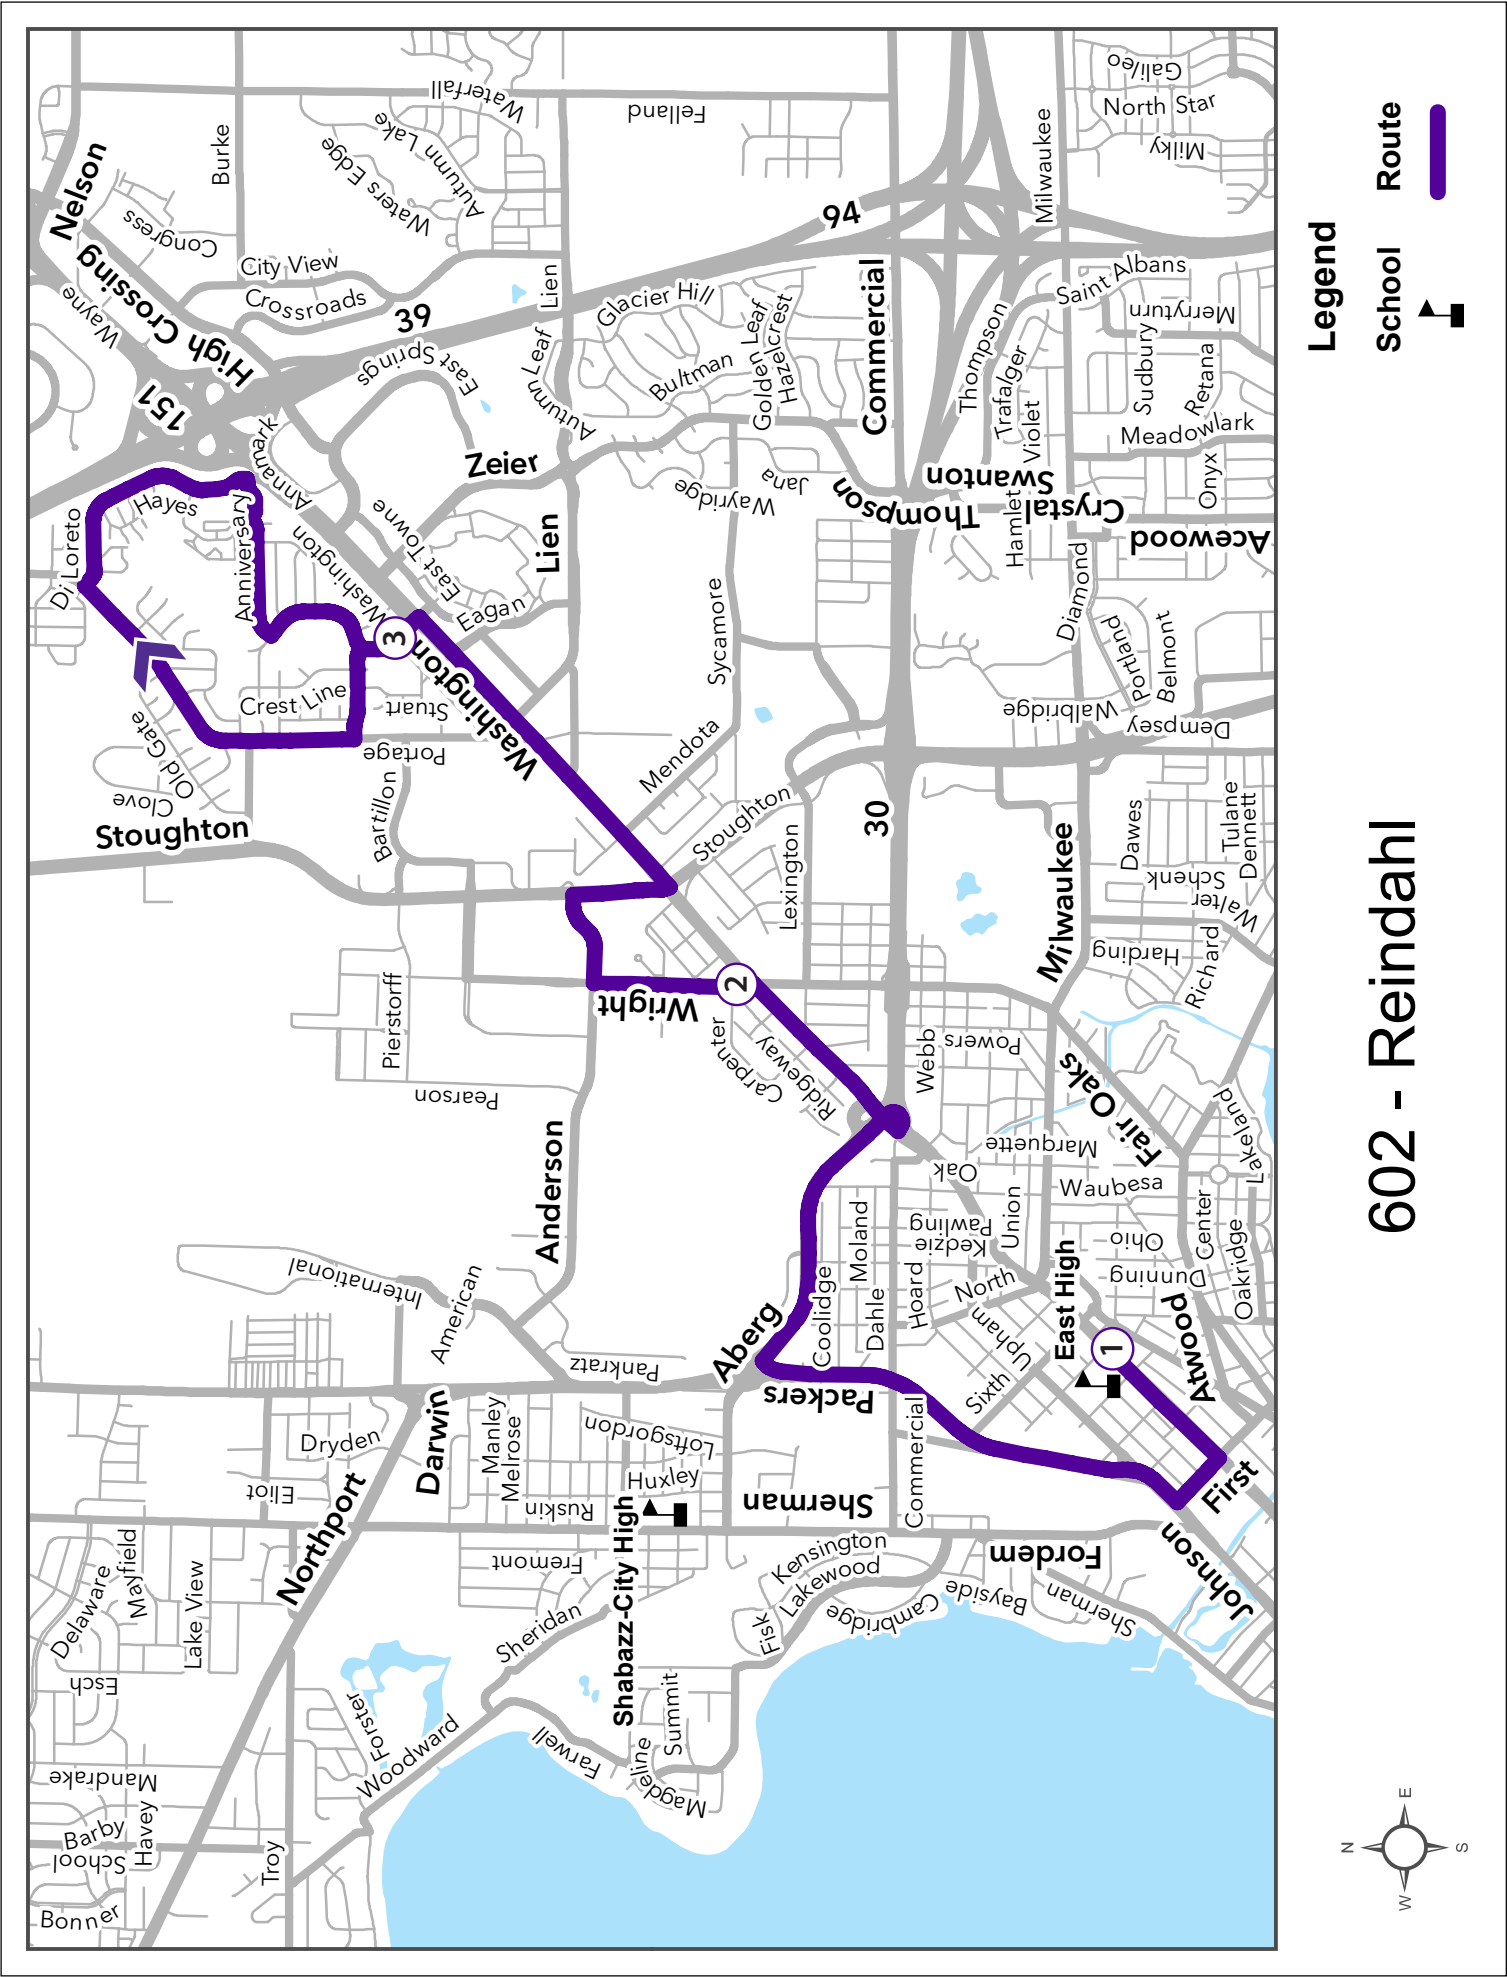 Bonner
School
Barby
Havey
Mandrake
Troy
Esch
Delaware
Mayfield
Lake View
Forster
Woodward
Northport
Eliot
Dryden
Darwin
Manley
Melrose
Ruskin
Fremont
Sheridan
Farwell
Magdeline
Summit
Shabazz-City High
Huxley
Loftsgordon
Pankratz
American
International
Anderson
Pearson
Pierstorff
Bartillon
Stoughton
Clove
Old Gate
Portage
Stuart
Crest Line
Di Loreto
Hayes
Anniversary
Annamark
Washington
3
Washington
East Towne
Eagan
Lien
Zeier
East Springs
151
Wayne
High Crossing
Nelson
Congress
Burke
City View
Crossroads
39
Waters Edge
Autumn Lake
Waterfall
Lien
Autumn Leaf
Felland
Glacier Hill
Bultman
Golden Leaf
Hazelcrest
94
Commercial
Wayridge
Jana
Thompson
Sycamore
Mendota
Stoughton
Lexington
30
Wright
2
Carpenter
Ridgeway
Aberg
Packers
Coolidge
Moland
Dahle
Sherman
Fisk
Kensington
Lakewood
Cambridge
Bayside
Sherman
Fordem
Commercial
Johnson
First
Sixth
Upham
North
Hoard
Kedzie
Pawling
Union
Oak
Webb
Powers
Marquette
East High
1
Atwood
Dunning
Ohio
Waubesa
Center
Oakridge
Lakeland
Fair Oaks
Milwaukee
Harding
Richard
Walter
Schenk
Dawes
Tulane
Dennett
Dempsey
Walbridge
Portland
Belmont
Diamond
Hamlet
Crystal
Acewood
Swanton
Violet
Trafalger
Thompson
Meadowlark
Onyx
Retana
Sudbury
Merryturn
Saint Albans
Milwaukee
Milky
North Star
Galileo
602 - Reindahl
Legend
School
Route
N
E
S
W